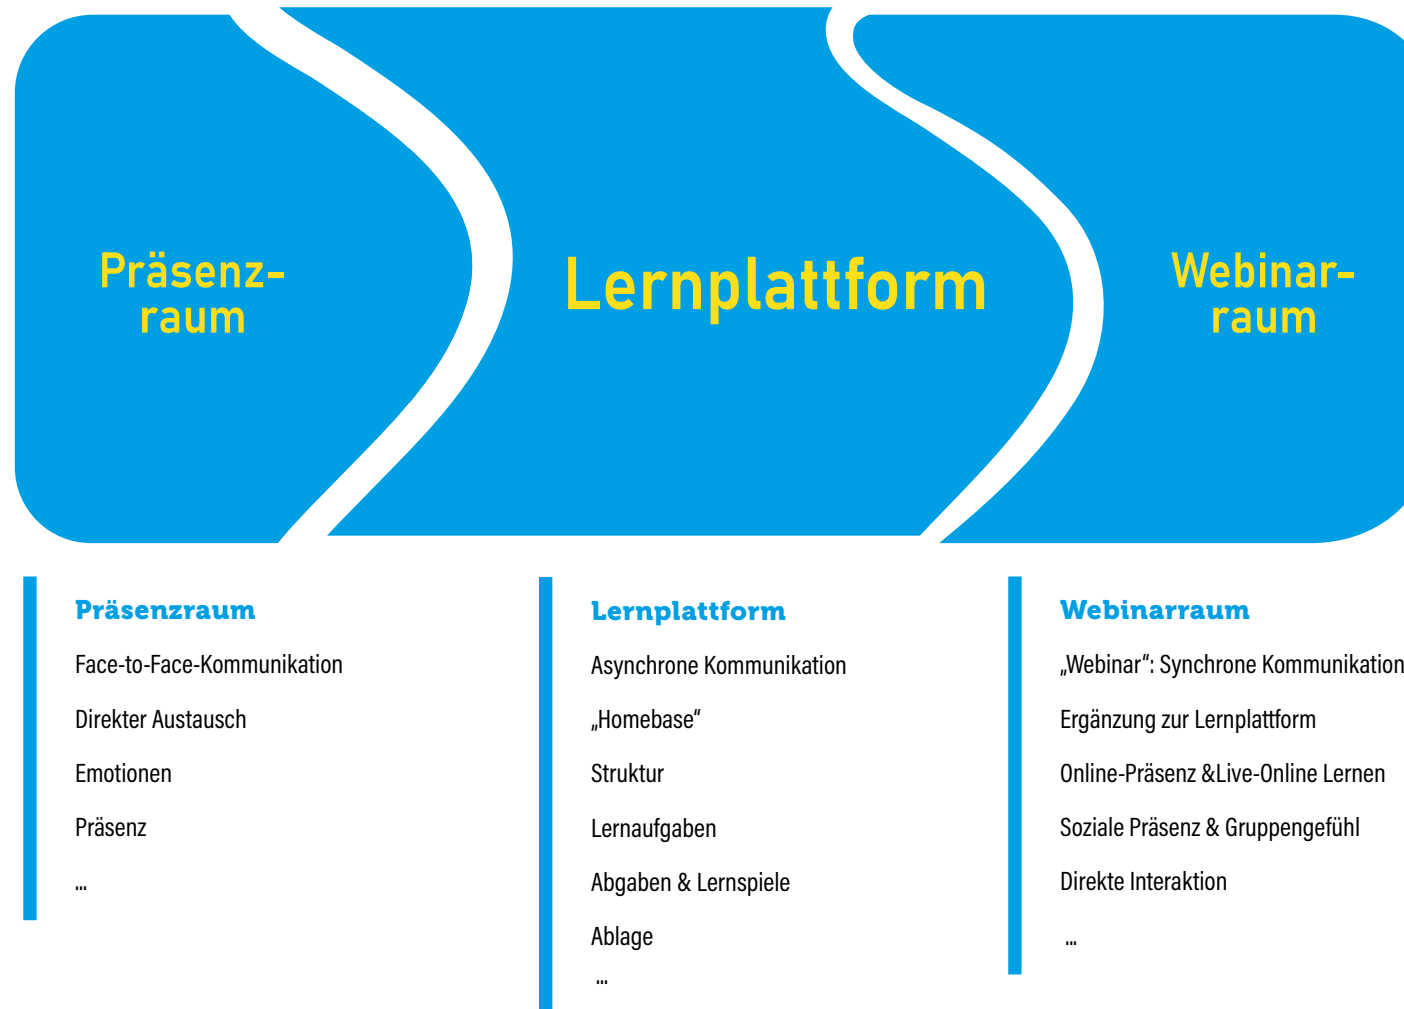 Präsenz-
raum
Lernplattform
Webinar-
raum
Präsenzraum
Face-to-Face-Kommunikation
Direkter Austausch
Emotionen
Präsenz
...
Lernplattform
Asynchrone Kommunikation
„Homebase“
Struktur
Lernaufgaben
Abgaben & Lernspiele
Ablage
...
Webinarraum
„Webinar“: Synchrone Kommunikation
Ergänzung zur Lernplattform
Online-Präsenz &Live-Online Lernen
Soziale Präsenz & Gruppengefühl
Direkte Interaktion
...